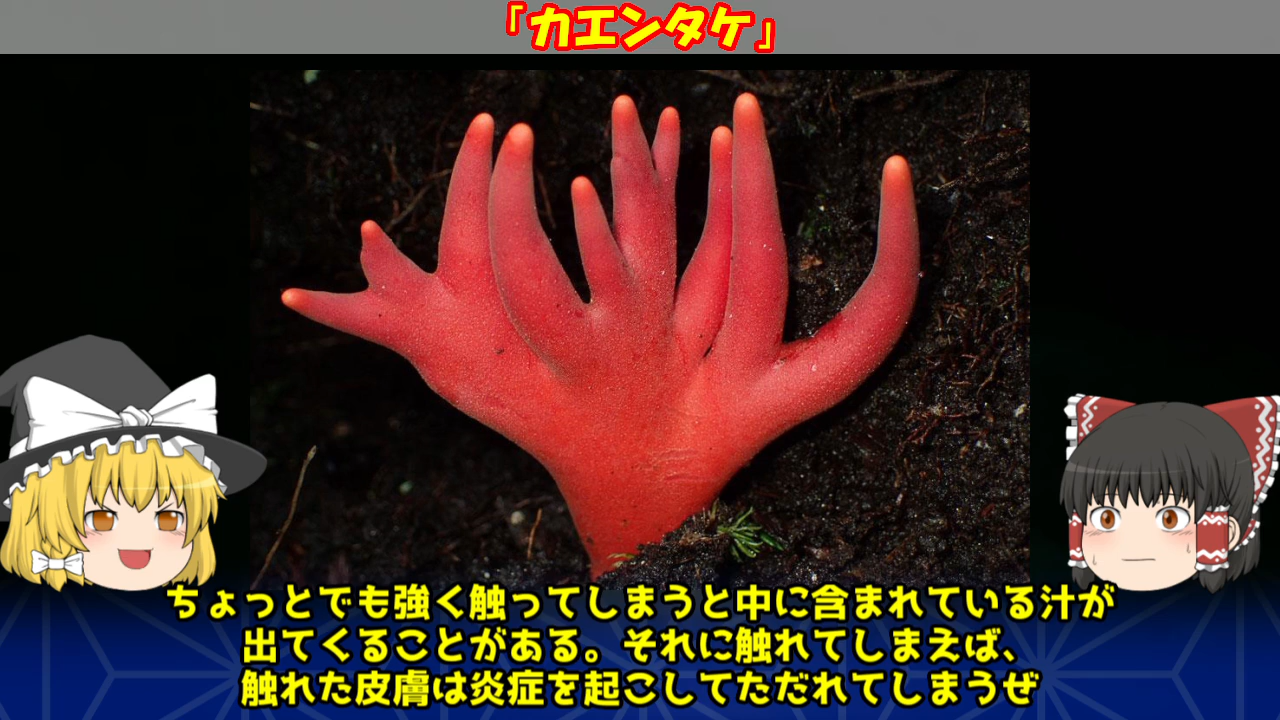 「カエンタケ」
ちょっとでも強く触ってしまうと中に含まれている汁が
出てくることがある。それに触れてしまえば、
触れた皮膚は炎症を起こしてただれてしまうぜ